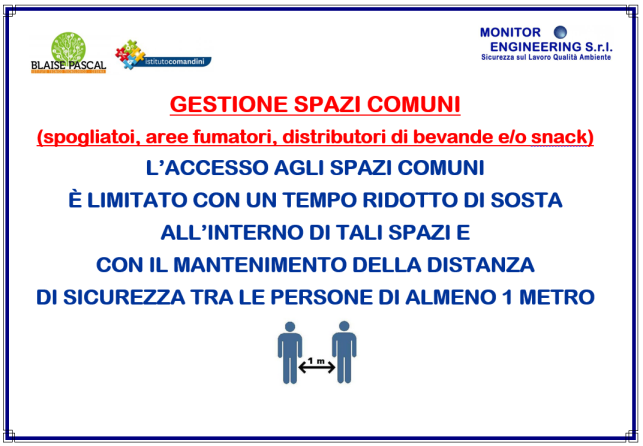 BLAISE PASCAL
istitutocomandini
MONITOR
ENGINEERING S.r.l.
Sicurezza sul Lavoro Qualità Ambiente
GESTIONE SPAZI COMUNI
(spogliatoi, aree fumatori, distributori di bevande e/o snack)
L’ACCESSO AGLI SPAZI COMUNI
È LIMITATO CON UN TEMPO RIDOTTO DI SOSTA
ALL’INTERNO DI TALI SPAZI E
CON IL MANTENIMENTO DELLA DISTANZA
DI SICUREZZA TRA LE PERSONE DI ALMENO 1 METRO
1 m